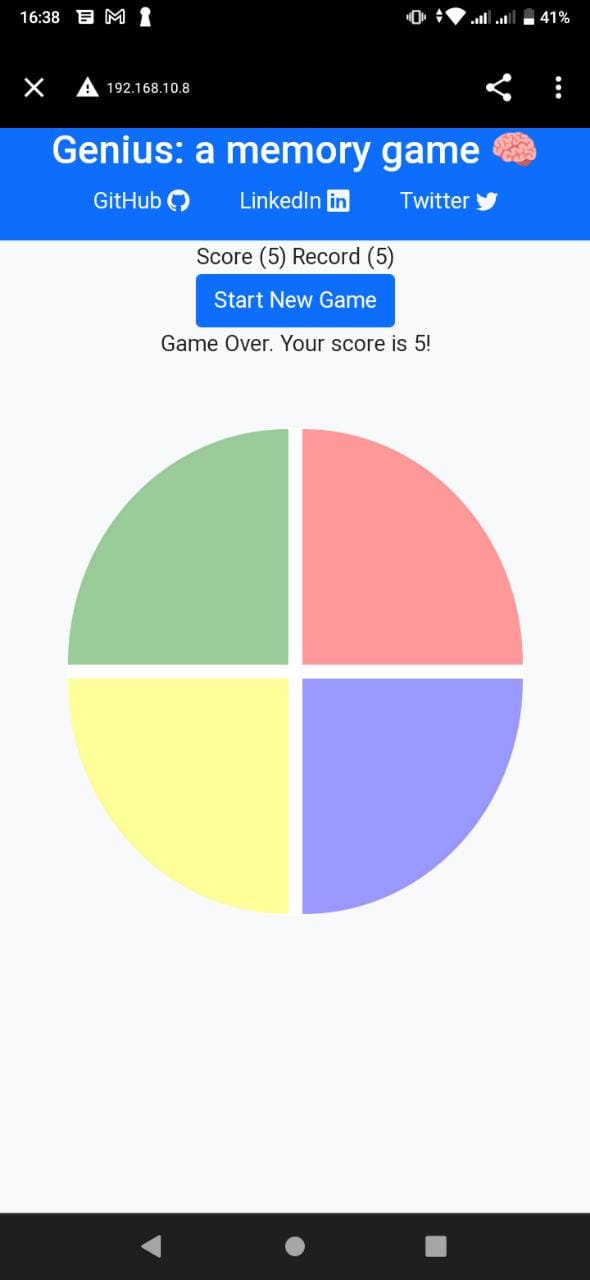 16:38 41%
192.168.10.8
Genius: a memory game
GitHub LinkedIn Twitter
Score (5) Record (5)
Start New Game
Game Over. Your score is 5!